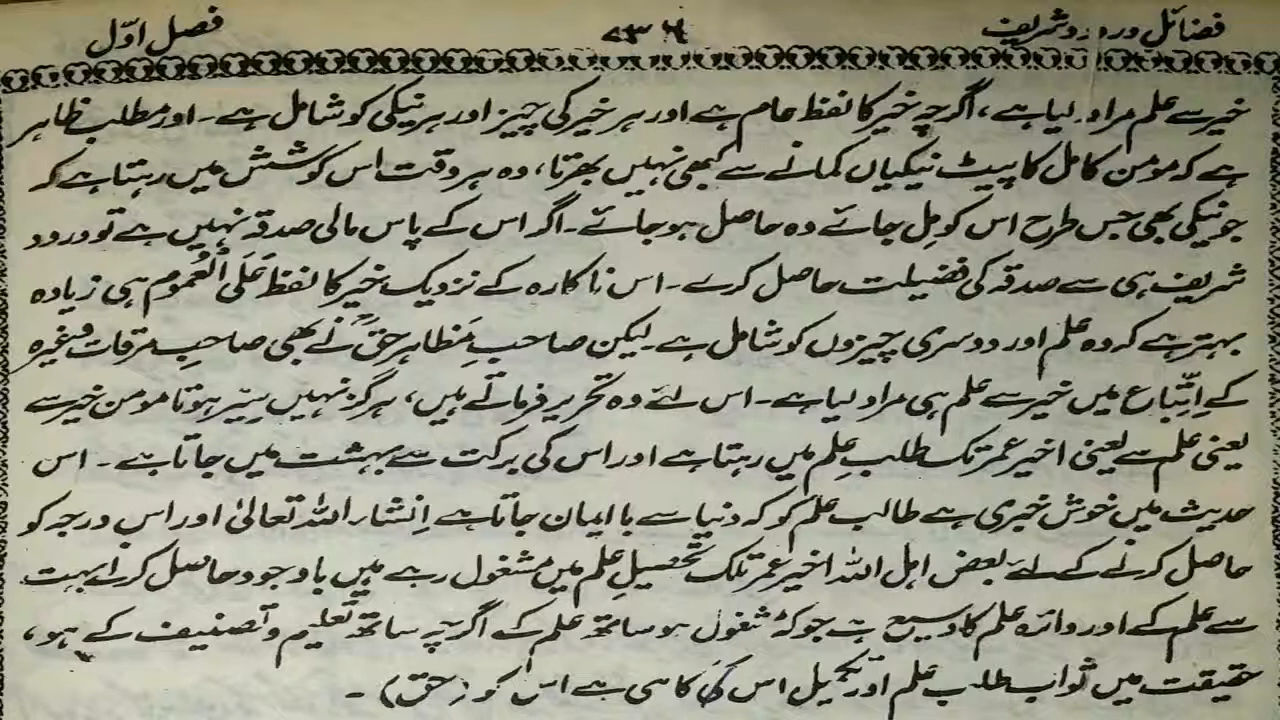 فضائل درود شریف ۷۳۶ فصل اوّل
خیر سے علم مراد لیا ہے، اگرچہ خیر کا لفظ عام ہے اور ہر خیر کی چیز اور ہر نیکی کو شامل ہے۔ اور مطلب ظاہر
ہے کہ مومن کامل کا پیٹ نیکیاں کمانے سے کبھی نہیں بھرتا، وہ ہر وقت اس کوشش میں رہتا ہے کہ
جو نیکی بھی جس طرح اس کو مِل جائے وہ حاصل ہو جائے۔ اگر اس کے پاس مالی صدقہ نہیں ہے تو درود
شریف ہی سے صدقہ کی فضیلت حاصل کرے۔ اس ناکارہ کے نزدیک خیر کا لفظ عَلَی الْعُموم ہی زیادہ
بہتر ہے کہ وہ علم اور دوسری چیزوں کو شامل ہے۔ لیکن صاحبِ مَظاہرِ حق نے بھی صاحبِ مرقات وغیرہ
کے اِتِّباع میں خیر سے علم ہی مراد لیا ہے۔ اس لئے وہ تحریر فرماتے ہیں، ہرگز نہیں سیر ہوتا مومن خیر سے
یعنی علم سے یعنی اخیر عمر تک طلبِ علم میں رہتا ہے اور اس کی برکت سے بہشت میں جاتا ہے۔ اس
حدیث میں خوش خبری ہے طالب علم کو کہ دنیا سے با ایمان جاتا ہے اِنشاء اللہ تعالیٰ اور اس درجہ کو
حاصل کرنے کے لئے بعض اہل اللہ اخیر عمر تلک تحصیلِ علم میں مشغول رہے ہیں باوجود حاصل کرنے بہت
سے علم کے اور دائرہ علم کا وسیع ہے جو کہ مشغول ہو ساتھ علم کے اگرچہ ساتھ تعلیم و تصنیف کے ہو،
حقیقت میں ثواب طلب علم اور تکمیل اس کی کا ہی ہے اس کو (حق)۔